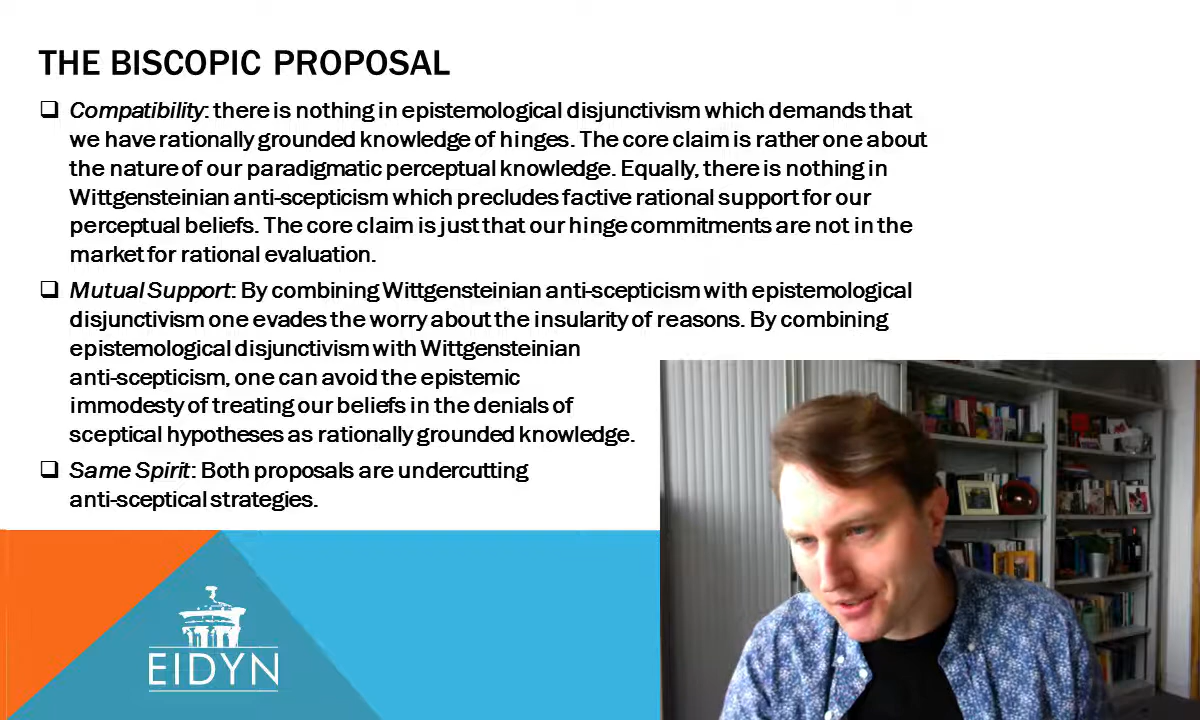 THE BISCOPIC PROPOSAL
❑ Compatibility: there is nothing in epistemological disjunctivism which demands that
we have rationally grounded knowledge of hinges. The core claim is rather one about
the nature of our paradigmatic perceptual knowledge. Equally, there is nothing in
Wittgensteinian anti-scepticism which precludes factive rational support for our
perceptual beliefs. The core claim is just that our hinge commitments are not in the
market for rational evaluation.
❑ Mutual Support: By combining Wittgensteinian anti-scepticism with epistemological
disjunctivism one evades the worry about the insularity of reasons. By combining
epistemological disjunctivism with Wittgensteinian
anti-scepticism, one can avoid the epistemic
immodesty of treating our beliefs in the denials of
sceptical hypotheses as rationally grounded knowledge.
❑ Same Spirit: Both proposals are undercutting
anti-sceptical strategies.
EIDYN